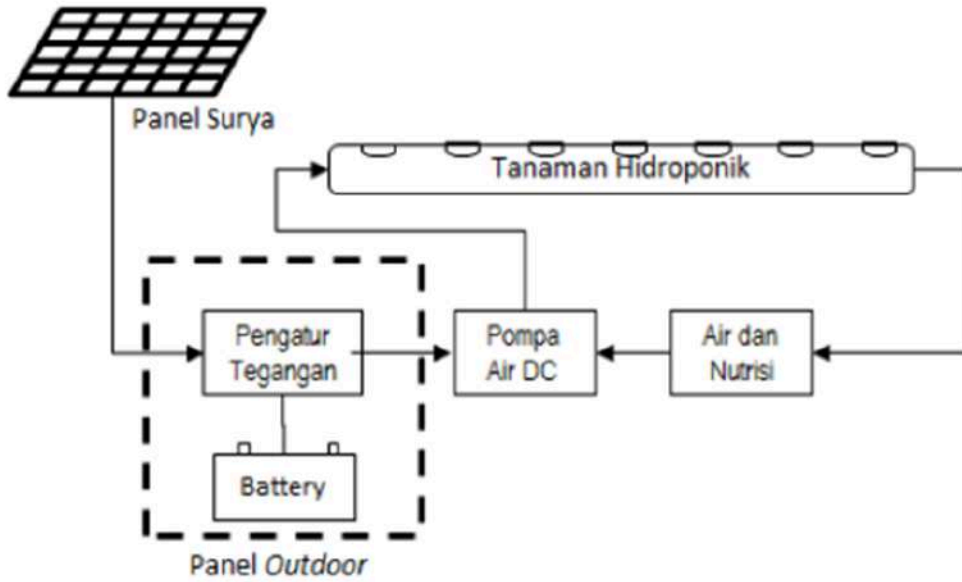 Panel Surya
Tanaman Hidroponik
Pengatur
Tegangan
Pompa
Air DC
Air dan
Nutrisi
Battery
Panel Outdoor